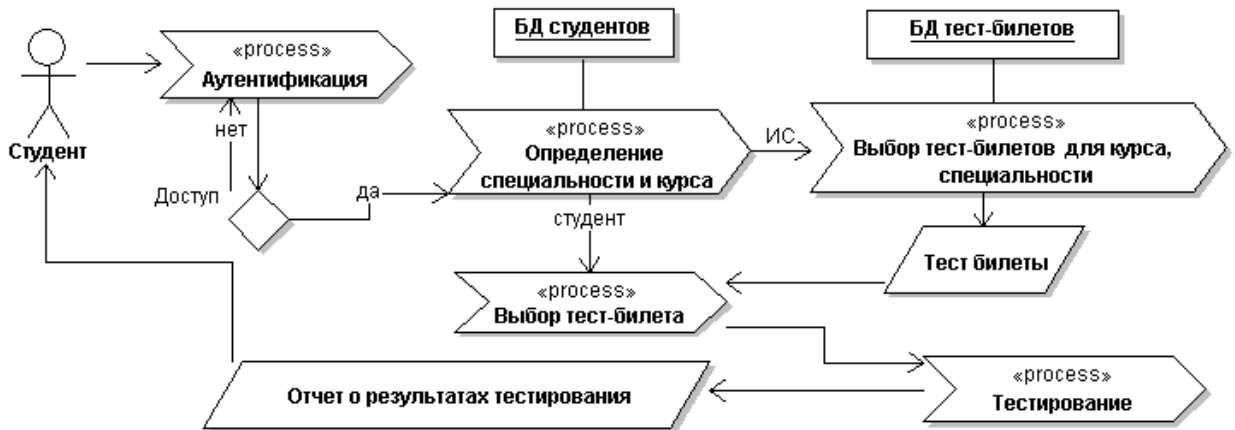 БД студентов
БД тест-билетов
«process»
Аутентификация
Студент
нет
Доступ
да
«process»
Определение
специальности и курса
ИС
«process»
Выбор тест-билетов для курса,
специальности
студент
Тест билеты
«process»
Выбор тест-билета
Отчет о результатах тестирования
«process»
Тестирование